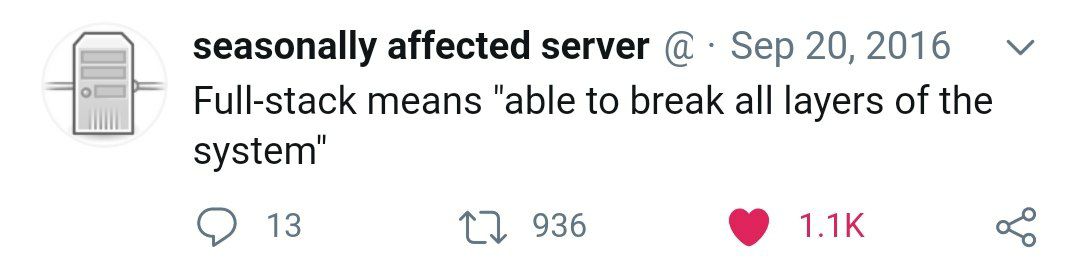 seasonally affected server @ · Sep 20, 2016
Full-stack means "able to break all layers of the
system"
13 936 1.1K